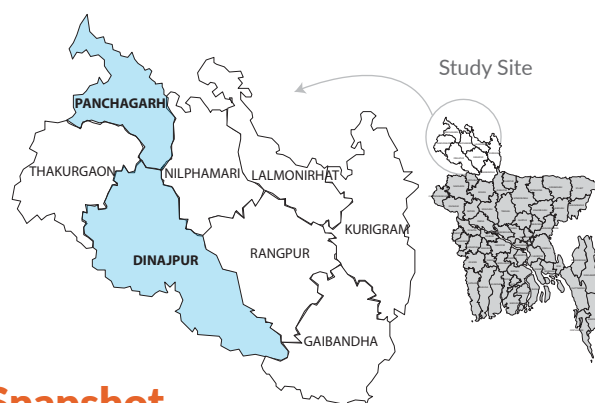 Study Site
PANCHAGARH
THAKURGAON
NILPHAMARI
LALMONIRHAT
KURIGRAM
DINAJPUR
RANGPUR
GAIBANDHA
Snapshot